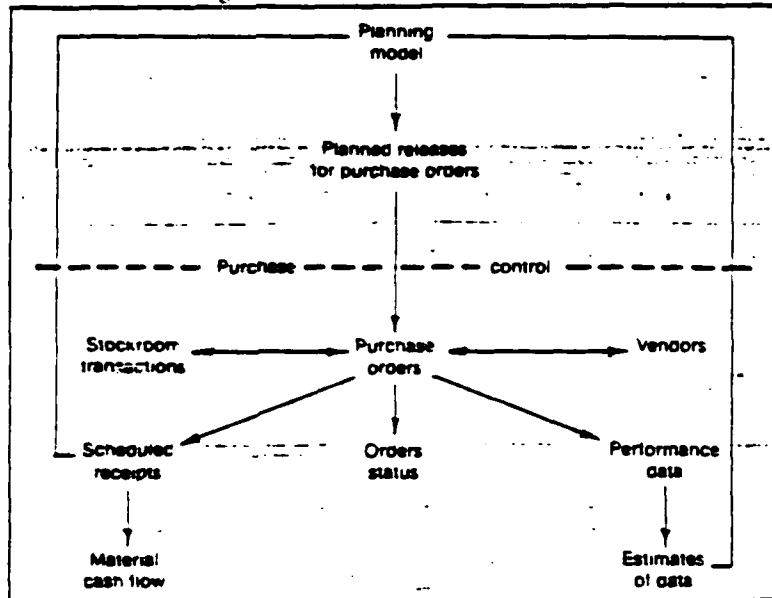 Planning
model
Planned releases
for purchase orders
Purchase control
Stockroom
transactions
Purchase
orders
Vendors
Scheduled
receipts
Orders
status
Performance
data
Material
cash flow
Estimates
of data